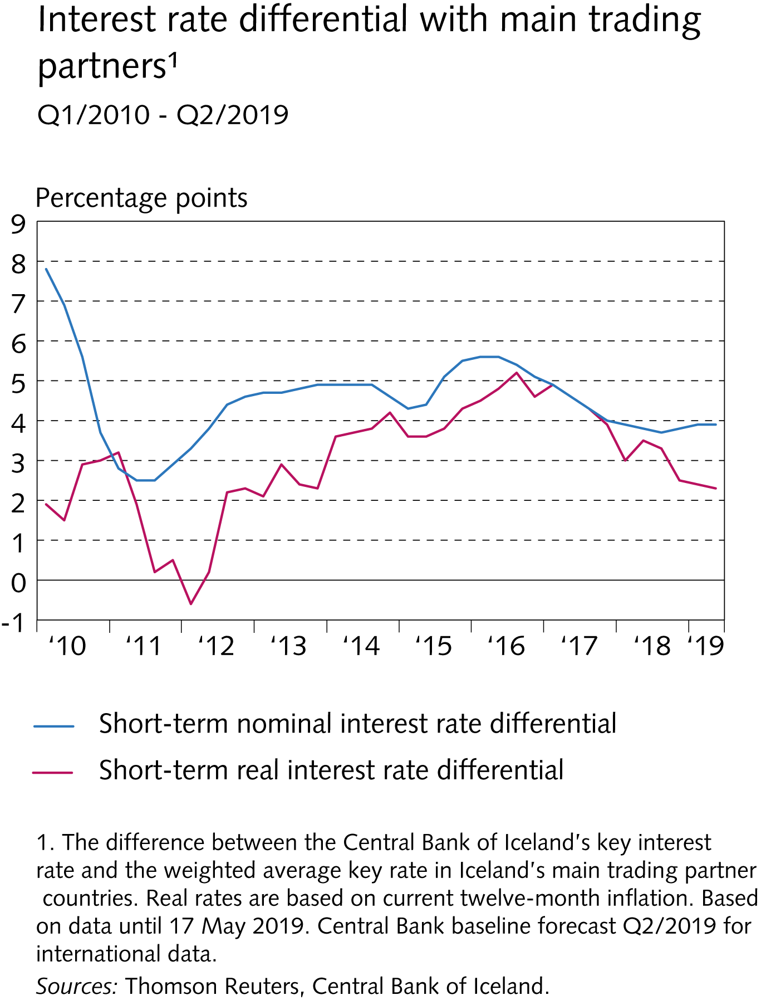 Interest rate differential with main trading
partners¹
Q1/2010 - Q2/2019
Percentage points
9
8
7
6
5
4
3
2
1
0
-1
‘10 ‘11 ‘12 ‘13 ‘14 ‘15 ‘16 ‘17 ‘18 ‘19
Short-term nominal interest rate differential
Short-term real interest rate differential
1. The difference between the Central Bank of Iceland's key interest
rate and the weighted average key rate in Iceland's main trading partner
countries. Real rates are based on current twelve-month inflation. Based
on data until 17 May 2019. Central Bank baseline forecast Q2/2019 for
international data.
Sources: Thomson Reuters, Central Bank of Iceland.